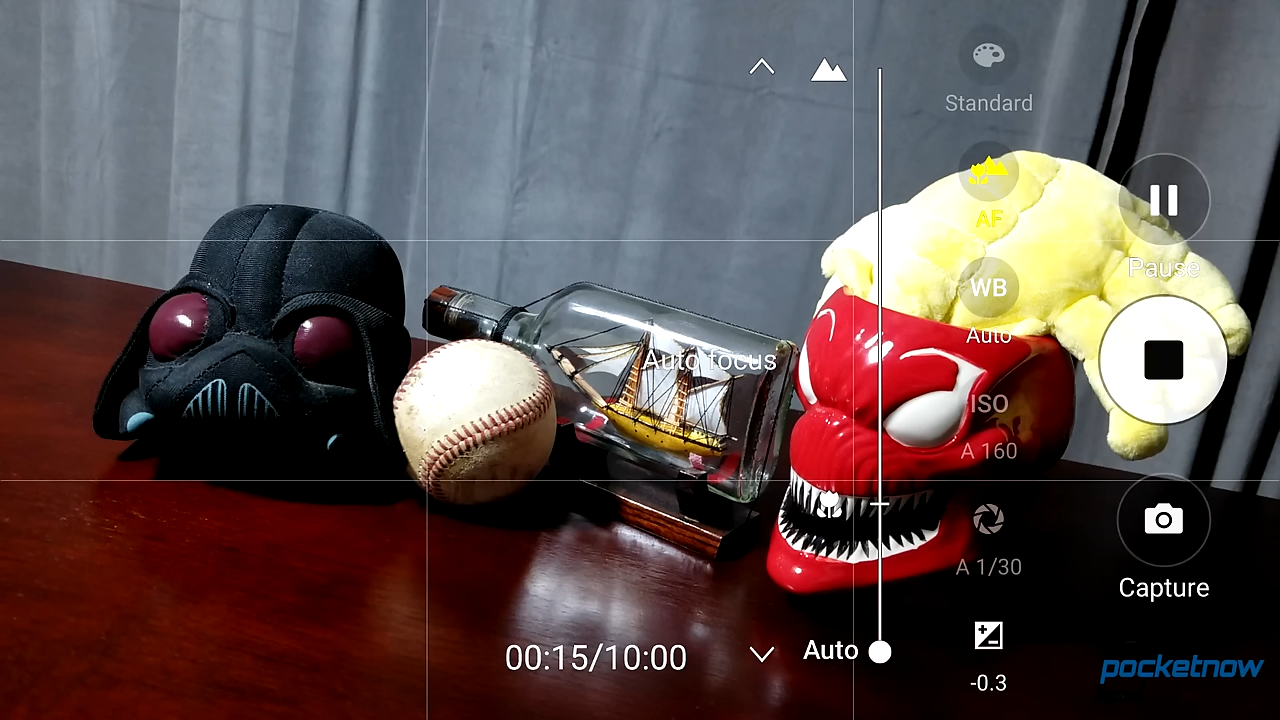 Standard
AF
WB
Auto
Auto focus
ISO
A 160
A 1/30
-0.3
00:15/10:00
Auto
Pause
Capture
pocketnow